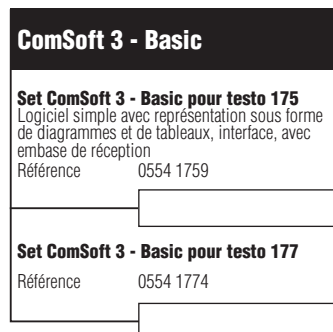 ComSoft 3 - Basic
Set ComSoft 3 - Basic pour testo 175
Logiciel simple avec représentation sous forme
de diagrammes et de tableaux, interface, avec
embase de réception
Référence 0554 1759
Set ComSoft 3 - Basic pour testo 177
Référence 0554 1774